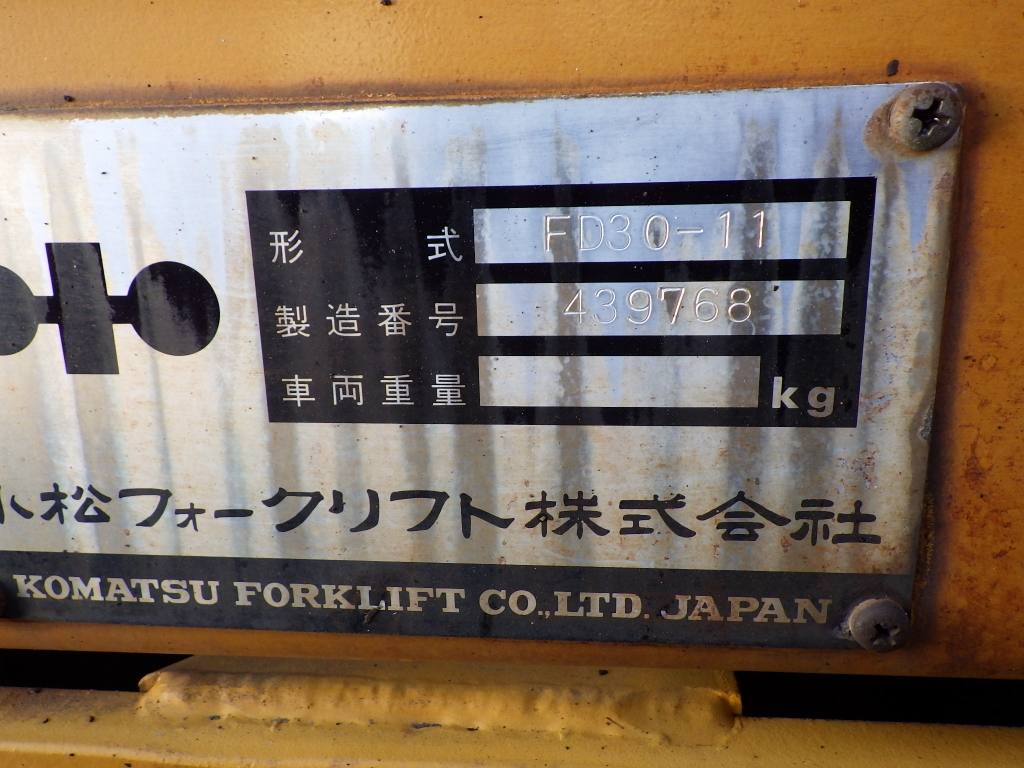 形式 FD30-11
製造番号 439768
車両重量 kg
小松フォークリフト株式会社
KOMATSU FORKLIFT CO.,LTD. JAPAN